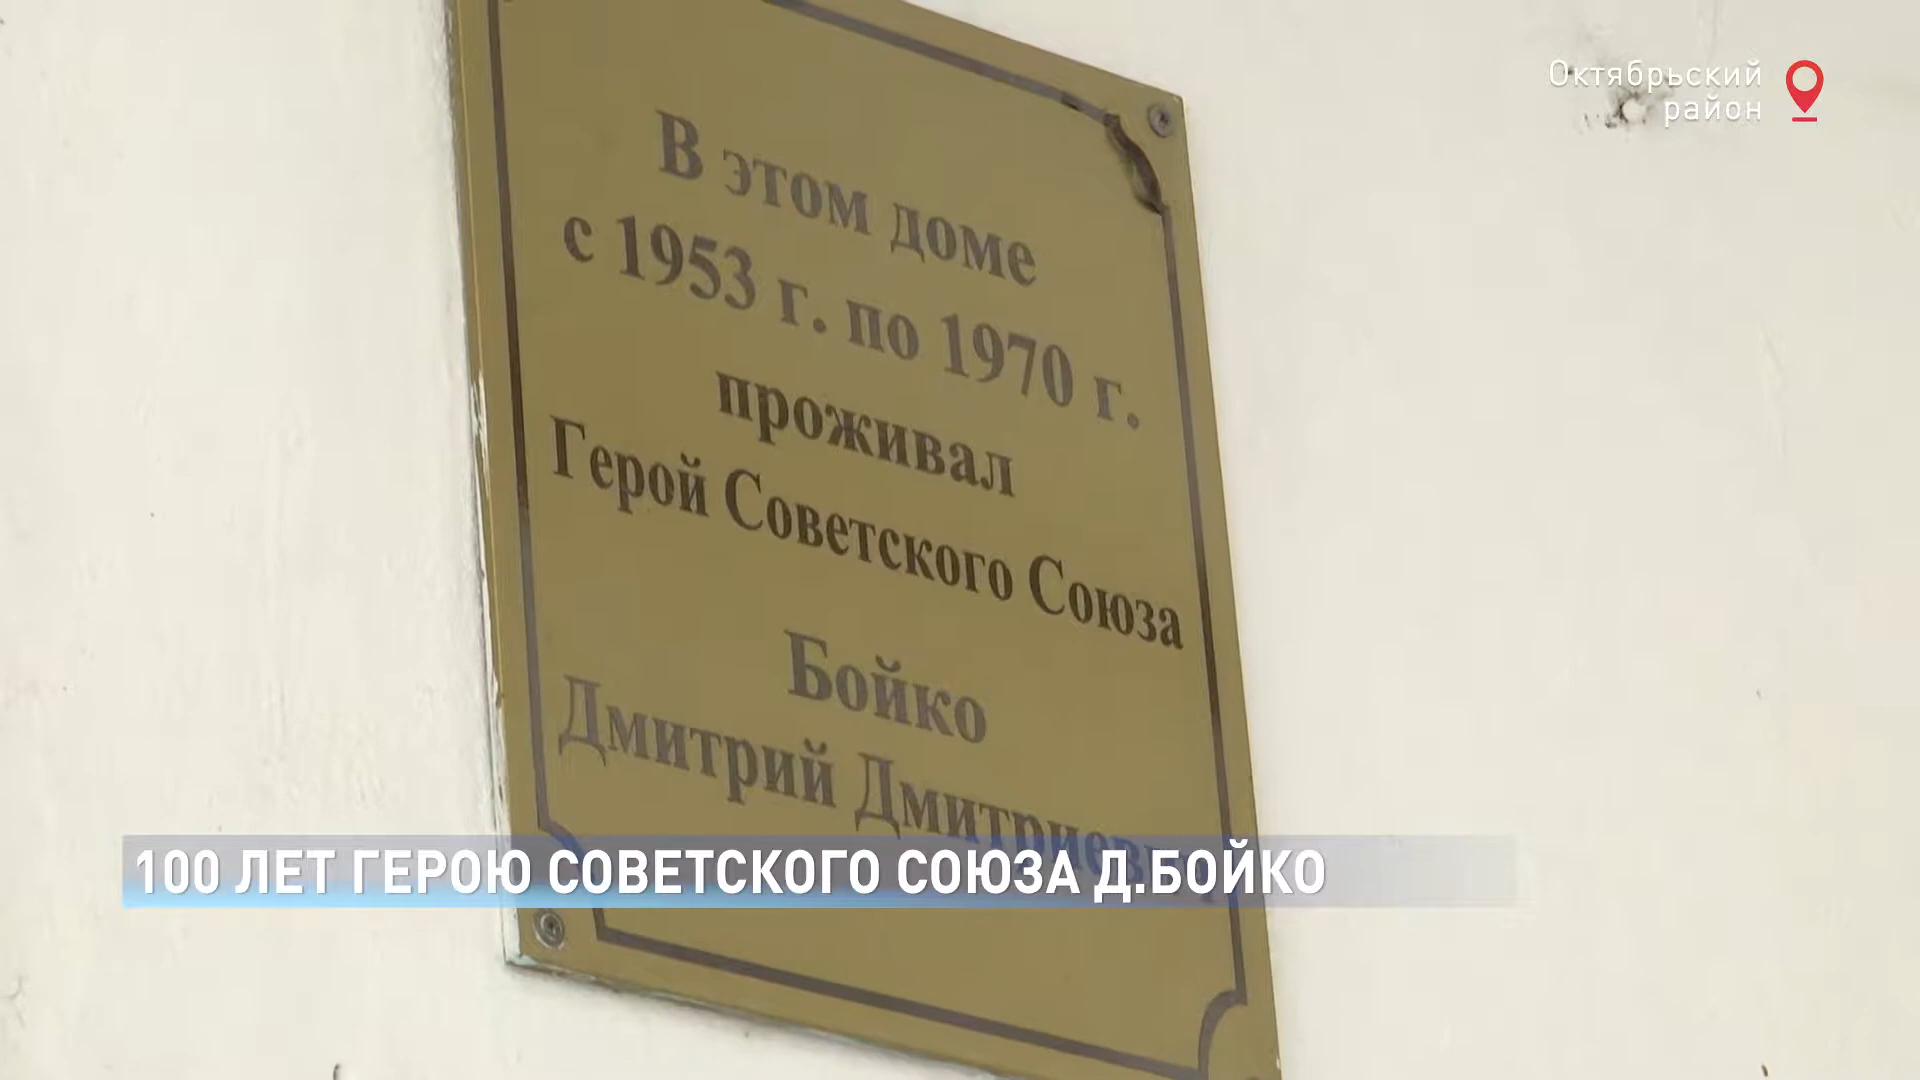 Октябрьский
район
В этом доме
с 1953 г. по 1970 г.
проживал
Герой Советского Союза
Бойко
Дмитрий Дмитриевич
100 ЛЕТ ГЕРОЮ СОВЕТСКОГО СОЮЗА Д.БОЙКО